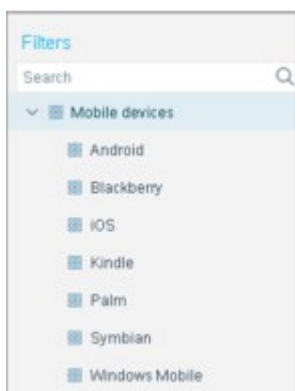 Filters
Search
Mobile devices
Android
Blackberry
iOS
Kindle
Palm
Symbian
Windows Mobile